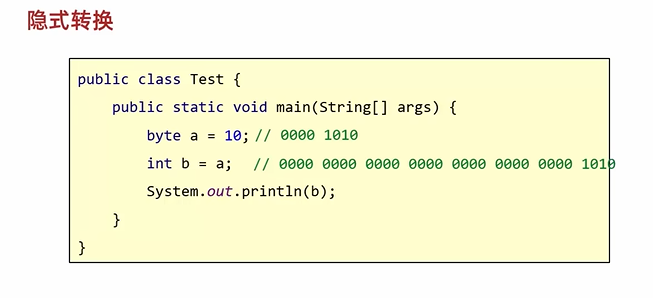 隐式转换
public class Test {
public static void main(String[] args) {
byte a = 10; // 0000 1010
int b = a; // 0000 0000 0000 0000 0000 0000 0000 1010
System.out.println(b);
}
}